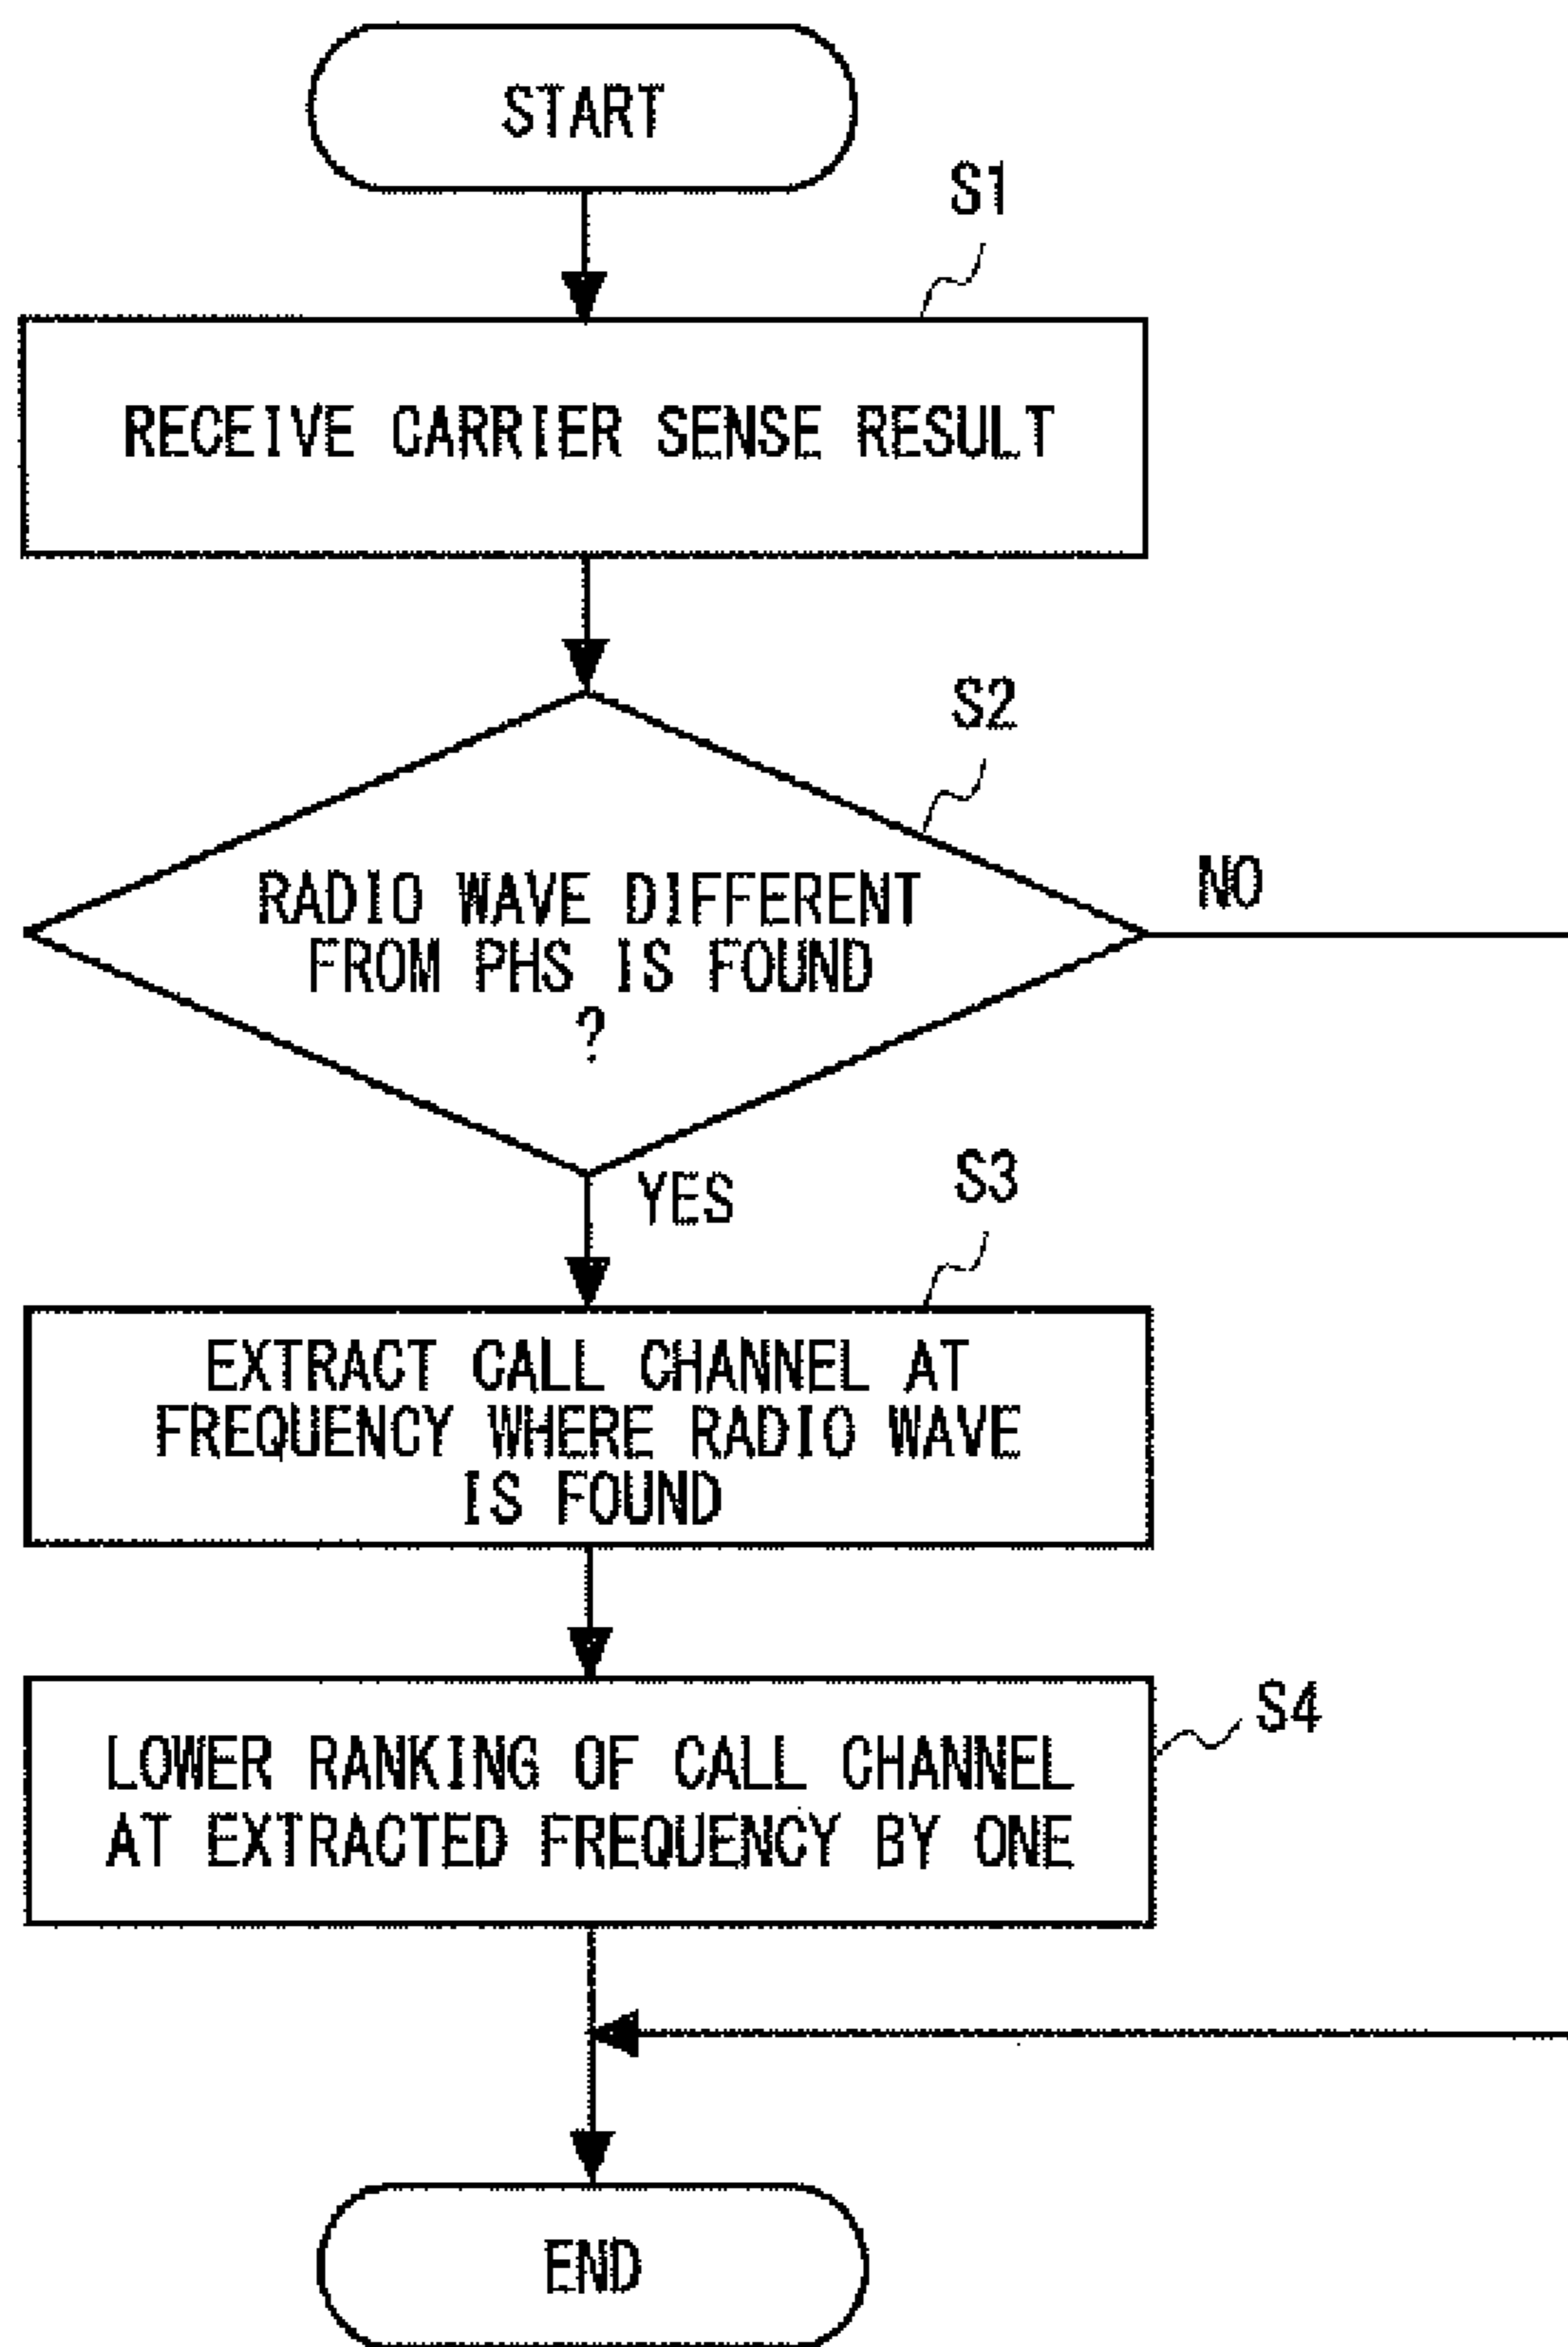 START
S1
RECEIVE CARRIER SENSE RESULT
S2
RADIO WAVE DIFFERENT
FROM PHS IS FOUND
?
NO
YES
S3
EXTRACT CALL CHANNEL AT
FREQUENCY WHERE RADIO WAVE
IS FOUND
S4
LOWER RANKING OF CALL CHANNEL
AT EXTRACTED FREQUENCY BY ONE
END